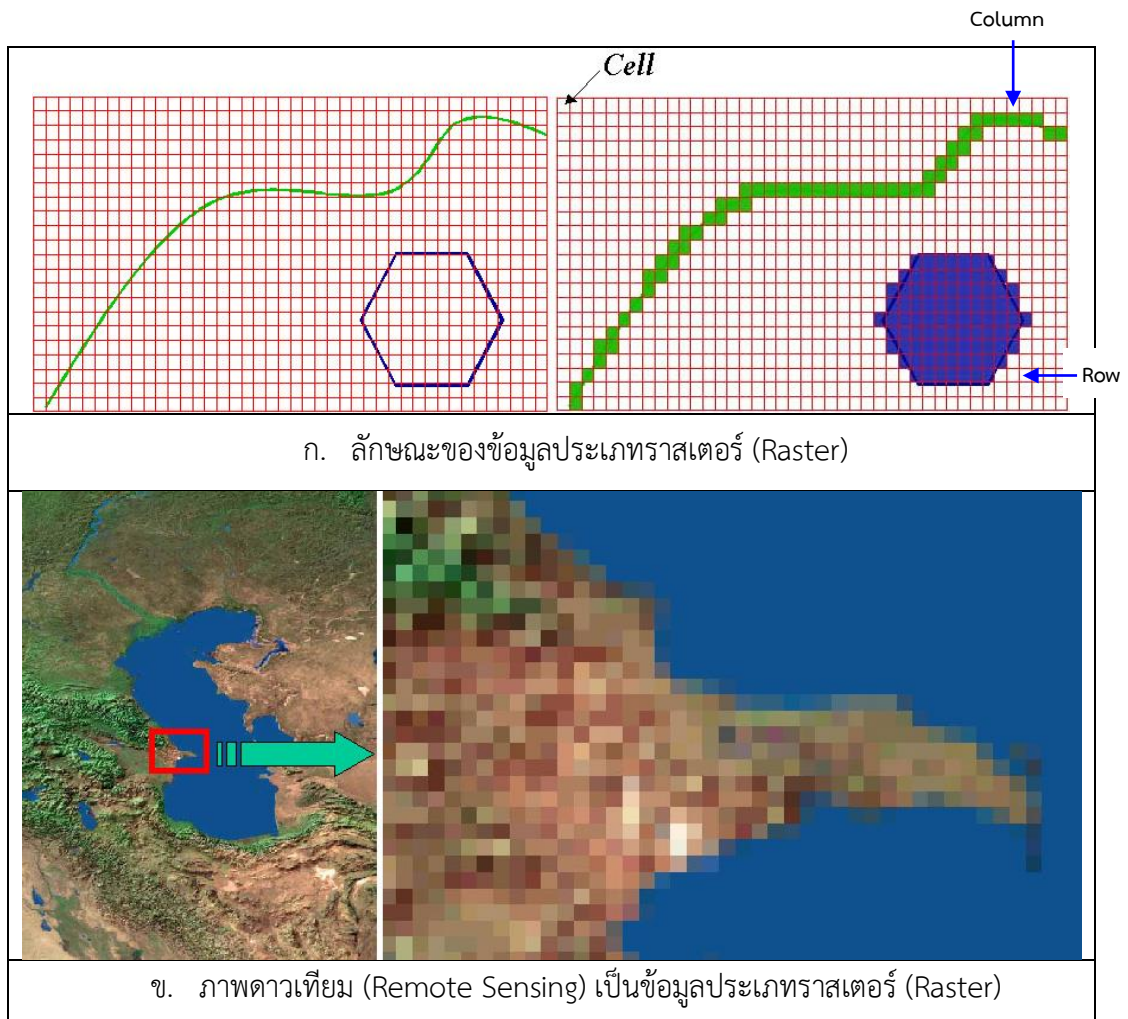 Column
Cell
Row
ก. ลักษณะของข้อมูลประเภทราสเตอร์ (Raster)
ข. ภาพดาวเทียม (Remote Sensing) เป็นข้อมูลประเภทราสเตอร์ (Raster)